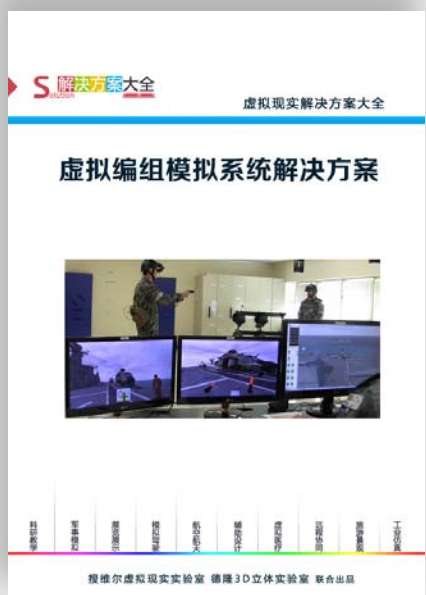 Solution 解决方案大全
虚拟现实解决方案大全
虚拟编组模拟系统解决方案
科研教学
军事模拟
展览展示
模拟驾驶
航空航天
辅助设计
虚拟医疗
远程协同
旅游景观
工业仿真
搜维尔虚拟现实实验室 德隆3D立体实验室 联合出品